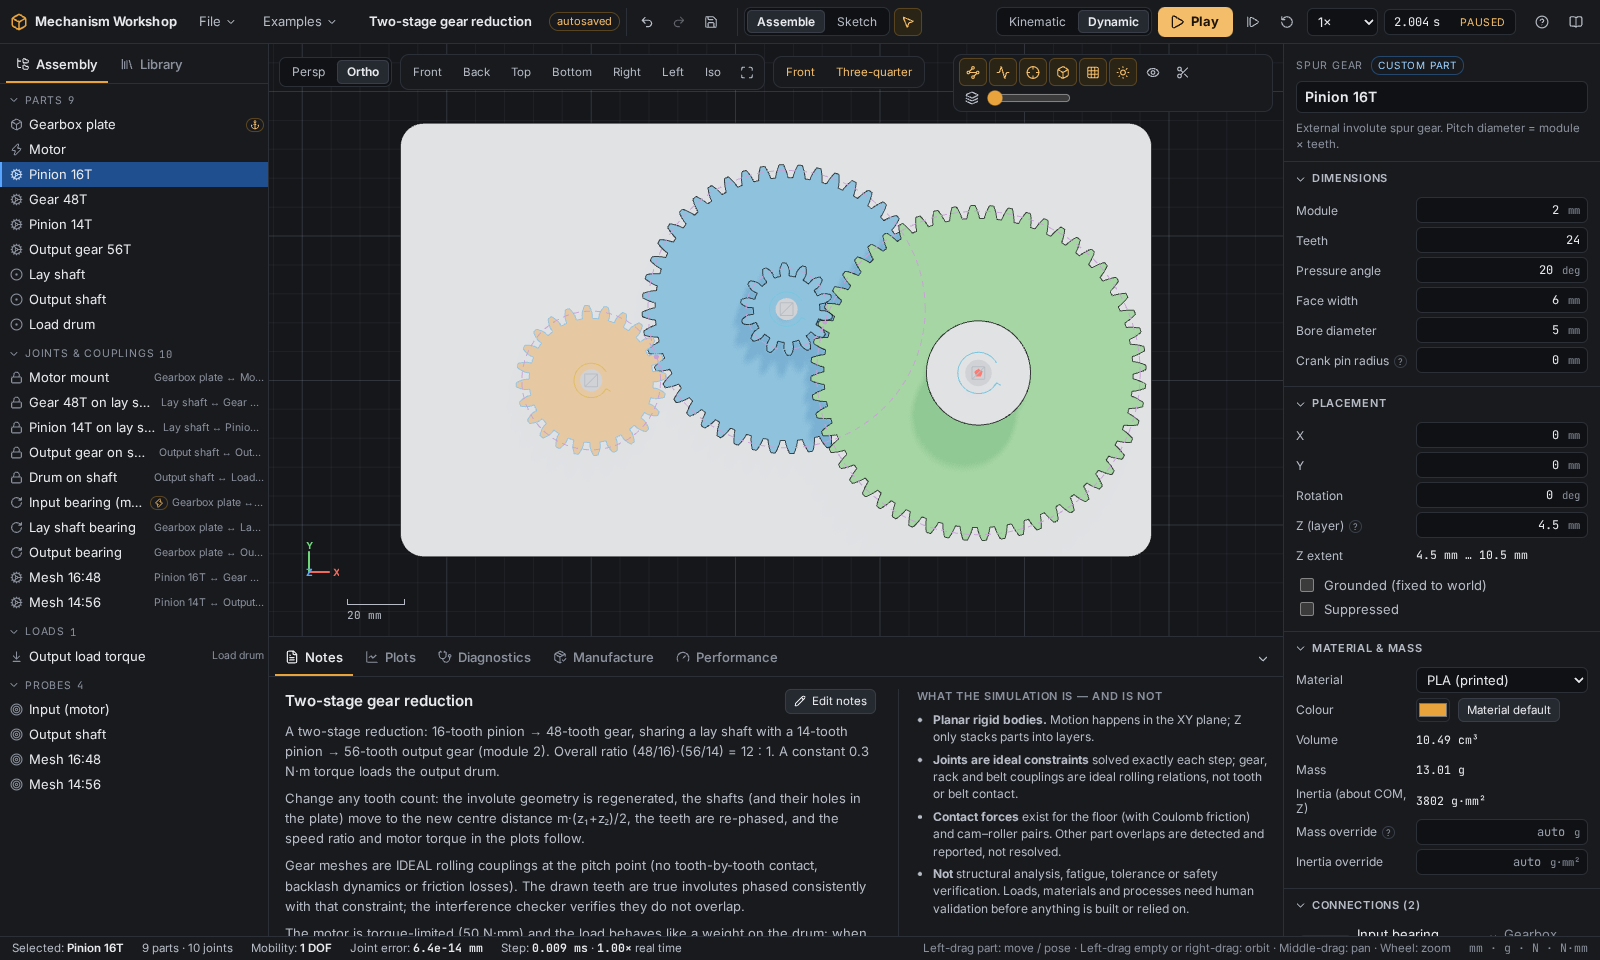 Mechanism Workshop File Examples Two-stage gear reduction autosaved Assemble Sketch Kinematic Dynamic Play 1× 2.004 s PAUSED
Assembly Library
PARTS 9
Gearbox plate
Motor
Pinion 16T
Gear 48T
Pinion 14T
Output gear 56T
Lay shaft
Output shaft
Load drum
JOINTS & COUPLINGS 10
Motor mount Gearbox plate ↔ Mo...
Gear 48T on lay s... Lay shaft ↔ Gear ...
Pinion 14T on lay s... Lay shaft ↔ Pinio...
Output gear on s... Output shaft ↔ Out...
Drum on shaft Output shaft ↔ Load...
Input bearing (m... Gearbox plate ↔...
Lay shaft bearing Gearbox plate ↔ La...
Output bearing Gearbox plate ↔ Ou...
Mesh 16:48 Pinion 16T ↔ Gear ...
Mesh 14:56 Pinion 14T ↔ Output...
LOADS 1
Output load torque Load drum
PROBES 4
Input (motor)
Output shaft
Mesh 16:48
Mesh 14:56
Persp Ortho Front Back Top Bottom Right Left Iso Front Three-quarter
Y
Z X
20 mm
Notes Plots Diagnostics Manufacture Performance
Two-stage gear reduction Edit notes
A two-stage reduction: 16-tooth pinion → 48-tooth gear, sharing a lay shaft with a 14-tooth
pinion → 56-tooth output gear (module 2). Overall ratio (48/16)·(56/14) = 12 : 1. A constant 0.3
N·m torque loads the output drum.
Change any tooth count: the involute geometry is regenerated, the shafts (and their holes in
the plate) move to the new centre distance m·(z₁+z₂)/2, the teeth are re-phased, and the
speed ratio and motor torque in the plots follow.
Gear meshes are IDEAL rolling couplings at the pitch point (no tooth-by-tooth contact,
backlash dynamics or friction losses). The drawn teeth are true involutes phased consistently
with that constraint; the interference checker verifies they do not overlap.
The motor is torque-limited (50 N·mm) and the load behaves like a weight on the drum: when
WHAT THE SIMULATION IS — AND IS NOT
• Planar rigid bodies. Motion happens in the XY plane; Z
only stacks parts into layers.
• Joints are ideal constraints solved exactly each step; gear,
rack and belt couplings are ideal rolling relations, not tooth
or belt contact.
• Contact forces exist for the floor (with Coulomb friction)
and cam–roller pairs. Other part overlaps are detected and
reported, not resolved.
• Not structural analysis, fatigue, tolerance or safety
verification. Loads, materials and processes need human
validation before anything is built or relied on.
SPUR GEAR CUSTOM PART
Pinion 16T
External involute spur gear. Pitch diameter = module
× teeth.
DIMENSIONS
Module 2 mm
Teeth 24
Pressure angle 20 deg
Face width 6 mm
Bore diameter 5 mm
Crank pin radius ? 0 mm
PLACEMENT
X 0 mm
Y 0 mm
Rotation 0 deg
Z (layer) ? 4.5 mm
Z extent 4.5 mm … 10.5 mm
Grounded (fixed to world)
Suppressed
MATERIAL & MASS
Material PLA (printed)
Colour Material default
Volume 10.49 cm³
Mass 13.01 g
Inertia (about COM, Z) 3802 g·mm²
Mass override ? auto g
Inertia override auto g·mm²
CONNECTIONS (2)
Input bearing Gearbox
Selected: Pinion 16T 9 parts · 10 joints Mobility: 1 DOF Joint error: 6.4e-14 mm Step: 0.009 ms · 1.00× real time Left-drag part: move / pose · Left-drag empty or right-drag: orbit · Middle-drag: pan · Wheel: zoom mm · g · N · N·mm